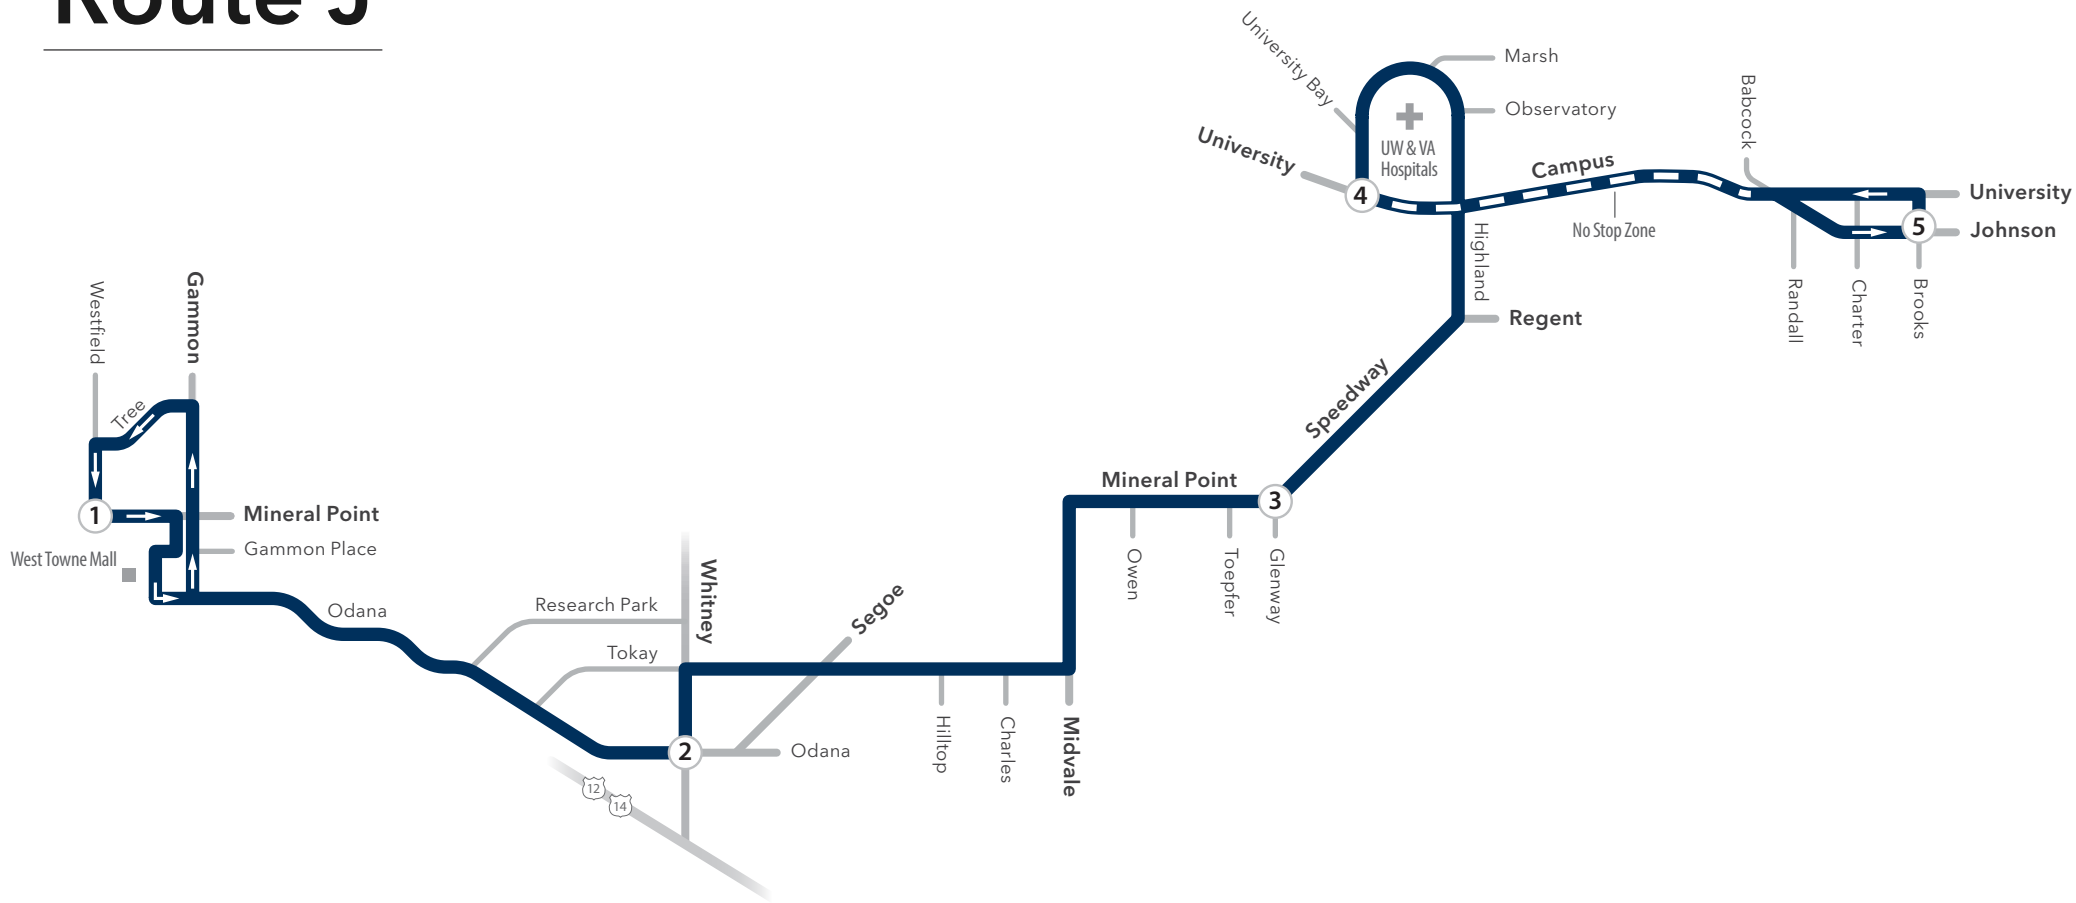 Route J
University Bay
Marsh
Observatory
Babcock
University
UW & VA
Hospitals
Campus
No Stop Zone
University
Johnson
4
5
Highland
Randall
Charter
Brooks
Regent
Westfield
Gammon
Tree
Speedway
1
Mineral Point
Gammon Place
West Towne Mall
Mineral Point
3
Owen
Toepfer
Glenway
Odana
Research Park
Whitney
Segoe
Tokay
2
Odana
Hilltop
Charles
Midvale
12
14